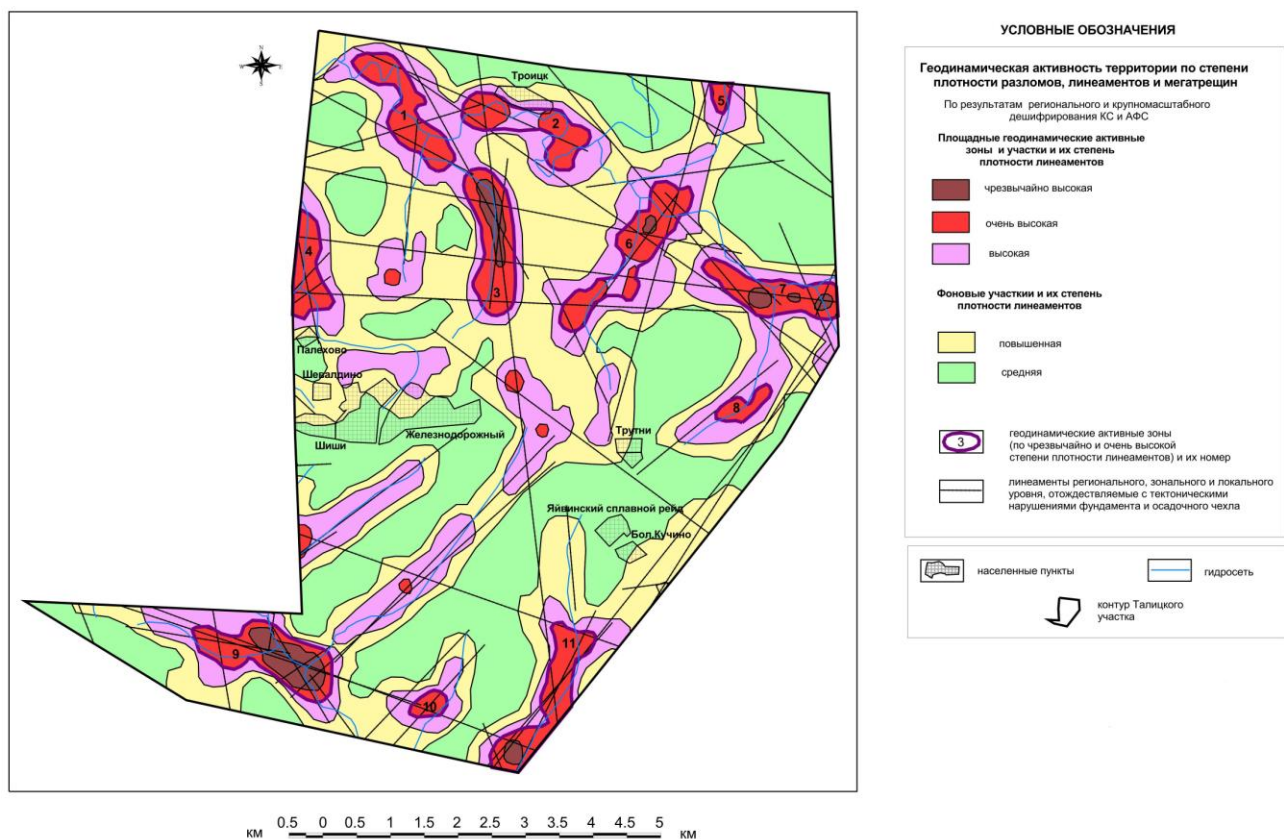 N
W
E
S
Троицк
1
2
5
6
4
3
7
Палехово
Шевалдино
8
Трутни
Железнодорожный
Шиши
Яйвинский сплавной рейд
Бол.Кучино
9
11
10
км 0.5 0 0.5 1 1.5 2 2.5 3 3.5 4 4.5 5 км
УСЛОВНЫЕ ОБОЗНАЧЕНИЯ
Геодинамическая активность территории по степени
плотности разломов, линеаментов и мегатрещин
По результатам регионального и крупномасштабного
дешифрирования КС и АФС
Площадные геодинамические активные
зоны и участки и их степень
плотности линеаментов
чрезвычайно высокая
очень высокая
высокая
Фоновые участкии и их степень
плотности линеаментов
повышенная
средняя
3
геодинамические активные зоны
(по чрезвычайно и очень высокой
степени плотности линеаментов) и их номер
линеаменты регионального, зонального и локального
уровня, отождествляемые с тектоническими
нарушениями фундамента и осадочного чехла
населенные пункты
гидросеть
контур Талицкого
участка